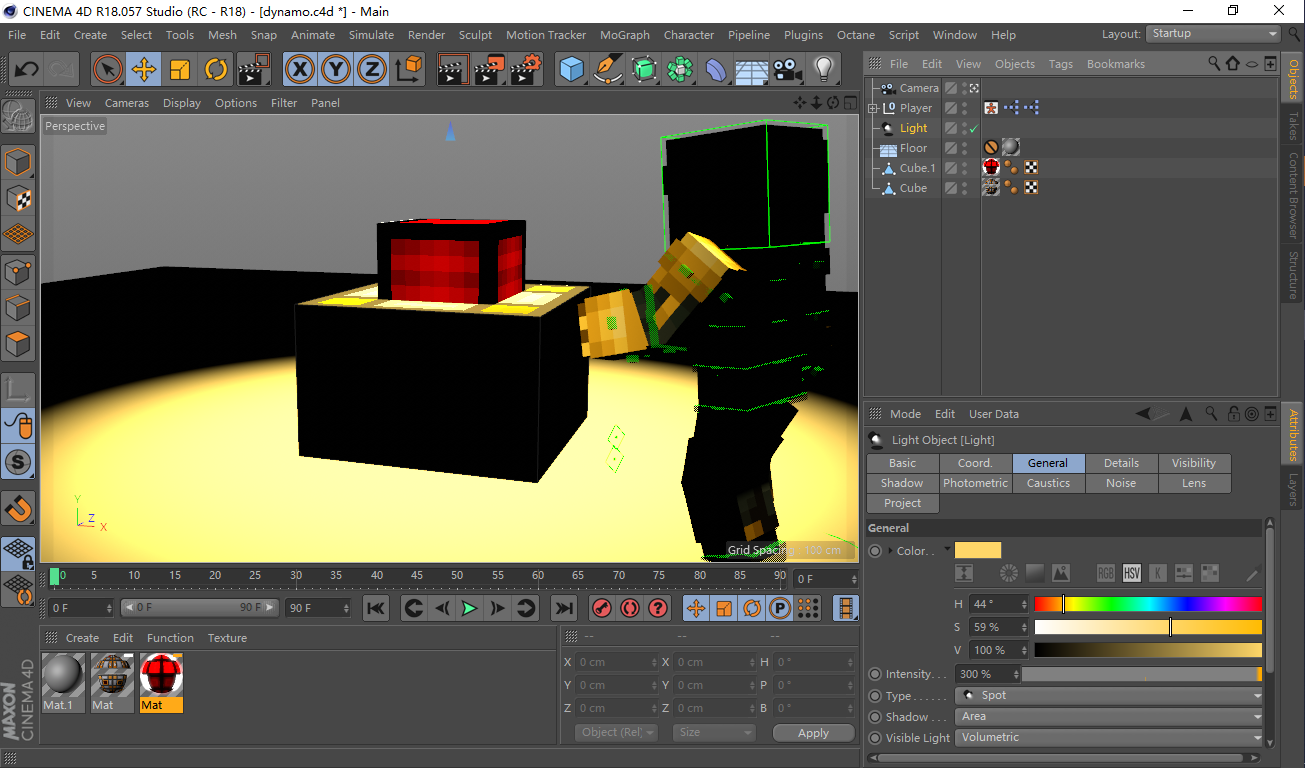 CINEMA 4D R18.057 Studio (RC - R18) - [dynamo.c4d *] - Main
File Edit Create Select Tools Mesh Snap Animate Simulate Render Sculpt Motion Tracker MoGraph Character Pipeline Plugins Octane Script Window Help Layout: Startup
X Y Z
File Edit View Objects Tags Bookmarks
View Cameras Display Options Filter Panel
Perspective
Camera
Player
Light
Floor
Cube.1
Cube
Objects
Takes
Content Browser
Structure
Mode Edit User Data
Light Object [Light]
Basic Coord. General Details Visibility
Shadow Photometric Caustics Noise Lens
Project
Attributes
Layers
General
Color. .
RGB HSV K
H 44 °
S 59 %
V 100 %
Intensity. . . . 300 %
Type . . . . . . Spot
Shadow . . . Area
Visible Light Volumetric
Y
Z
X
Grid Spacing : 100 cm
0 5 10 15 20 25 30 35 40 45 50 55 60 65 70 75 80 85 90 0 F
0 F 0 F 90 F 90 F
P
S
Create Edit Function Texture
Mat.1 Mat Mat
-- -- --
X 0 cm X 0 cm H 0 °
Y 0 cm Y 0 cm P 0 °
Z 0 cm Z 0 cm B 0 °
Object (Rel) Size Apply
MAXON
CINEMA 4D